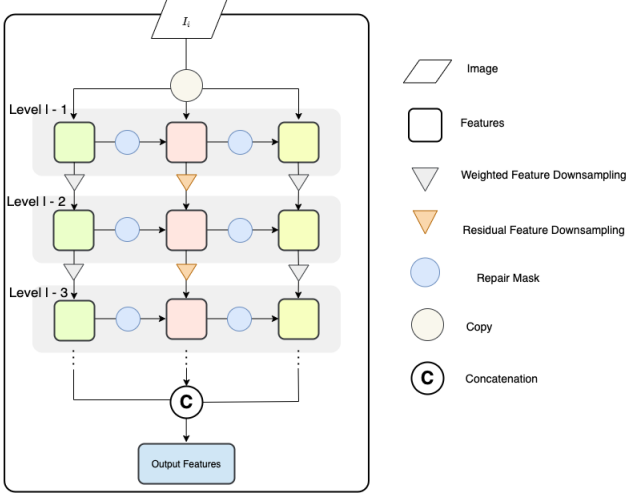 I_i
Level I - 1
Level I - 2
Level I - 3
C
Output Features
Image
Features
Weighted Feature Downsampling
Residual Feature Downsampling
Repair Mask
Copy
C
Concatenation